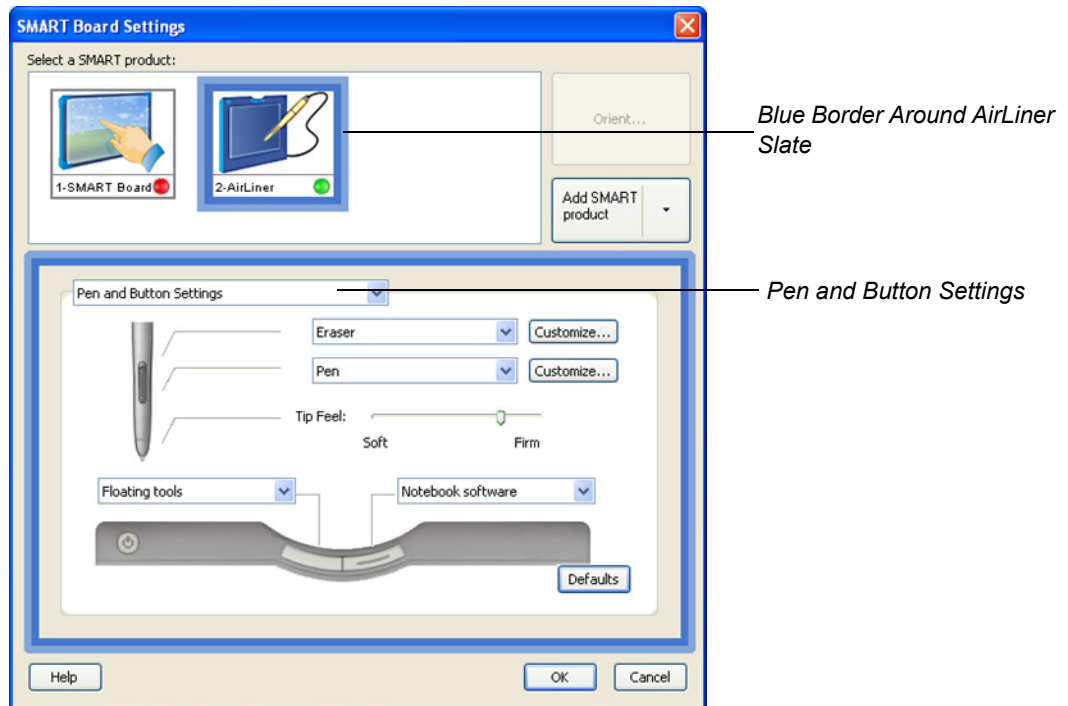 SMART Board Settings
Select a SMART product:
1-SMART Board
2-AirLiner
Orient...
Add SMART
product
Blue Border Around AirLiner
Slate
Pen and Button Settings
Pen and Button Settings
Eraser
Customize...
Pen
Customize...
Tip Feel:
Soft
Firm
Floating tools
Notebook software
Defaults
Help
OK
Cancel